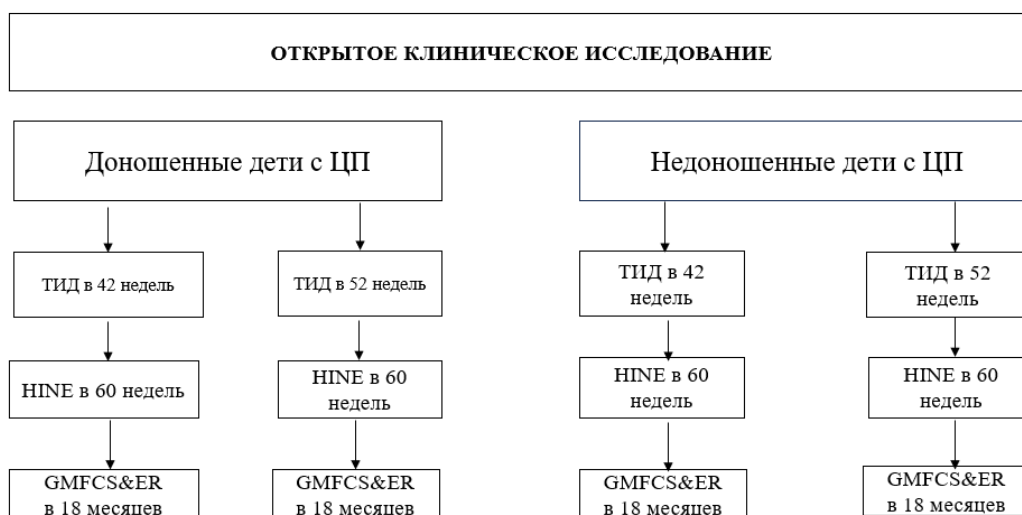 ОТКРЫТОЕ КЛИНИЧЕСКОЕ ИССЛЕДОВАНИЕ
Доношенные дети с ЦП
Недоношенные дети с ЦП
ТИД в 42 недель
ТИД в 52 недель
ТИД в 42
недель
ТИД в 52
недель
HINE в 60 недель
HINE в 60
недель
HINE в 60
недель
HINE в 60
недель
GMFCS&ER
в 18 месяцев
GMFCS&ER
в 18 месяцев
GMFCS&ER
в 18 месяцев
GMFCS&ER
в 18 месяцев